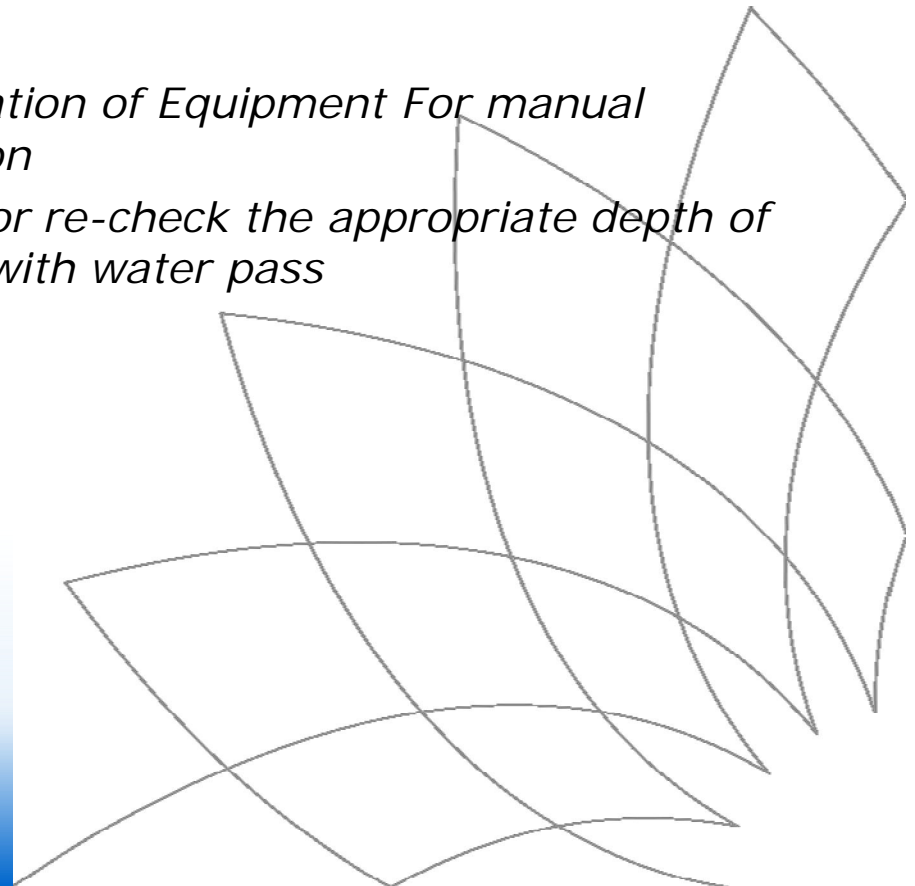 ation of Equipment For manual
on
or re-check the appropriate depth of
with water pass